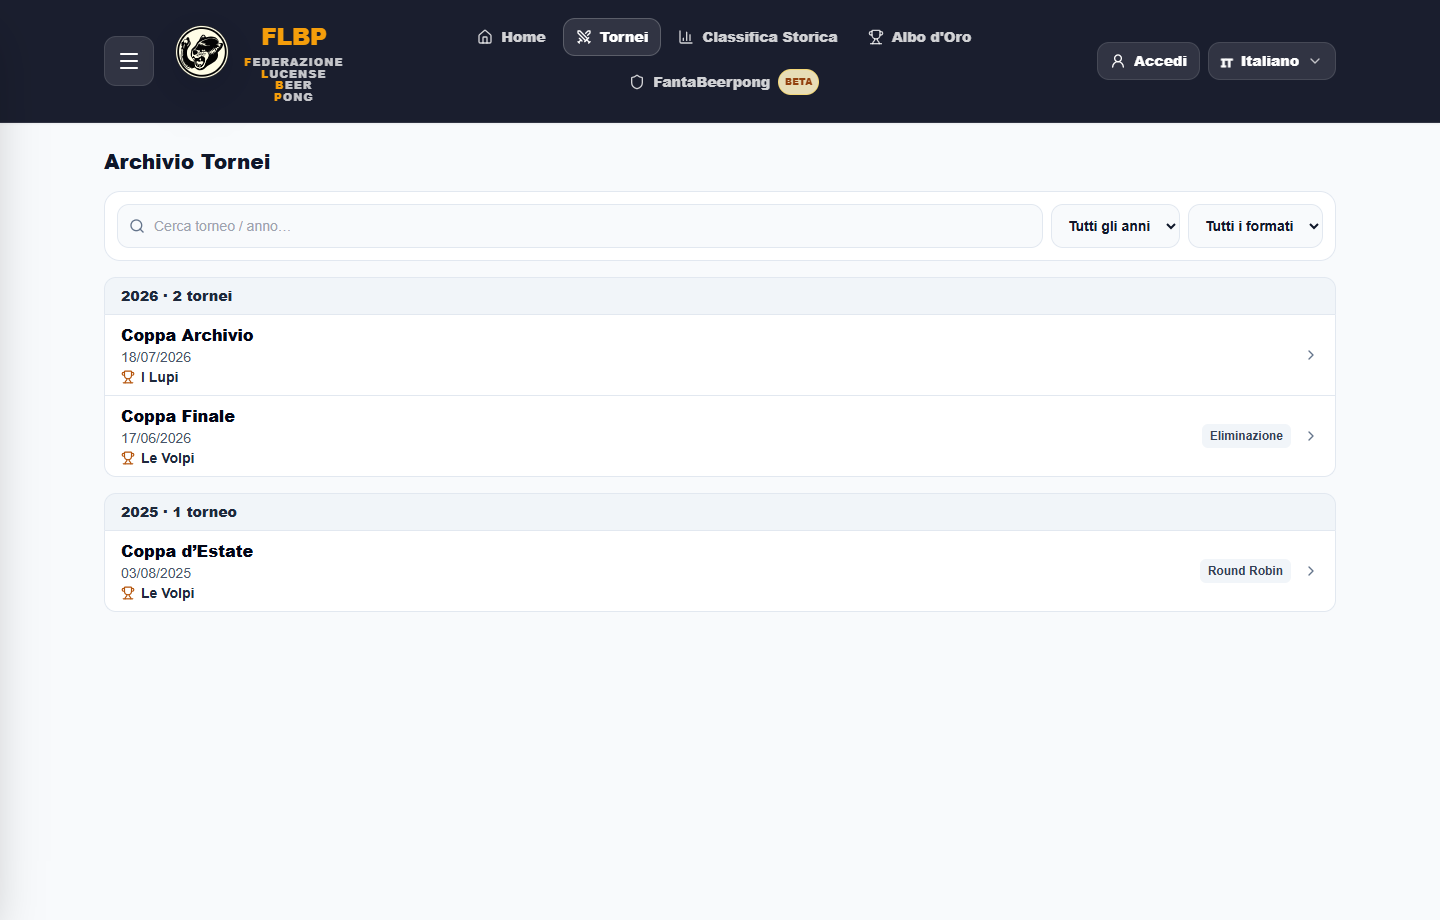 FLBP
FEDERAZIONE
LUCENSE
BEER
PONG
Home
Tornei
Classifica Storica
Albo d'Oro
FantaBeerpong BETA
Accedi
Italiano
Archivio Tornei
Cerca torneo / anno...
Tutti gli anni
Tutti i formati
2026 · 2 tornei
Coppa Archivio
18/07/2026
I Lupi
Coppa Finale
17/06/2026
Le Volpi
Eliminazione
2025 · 1 torneo
Coppa d’Estate
03/08/2025
Le Volpi
Round Robin